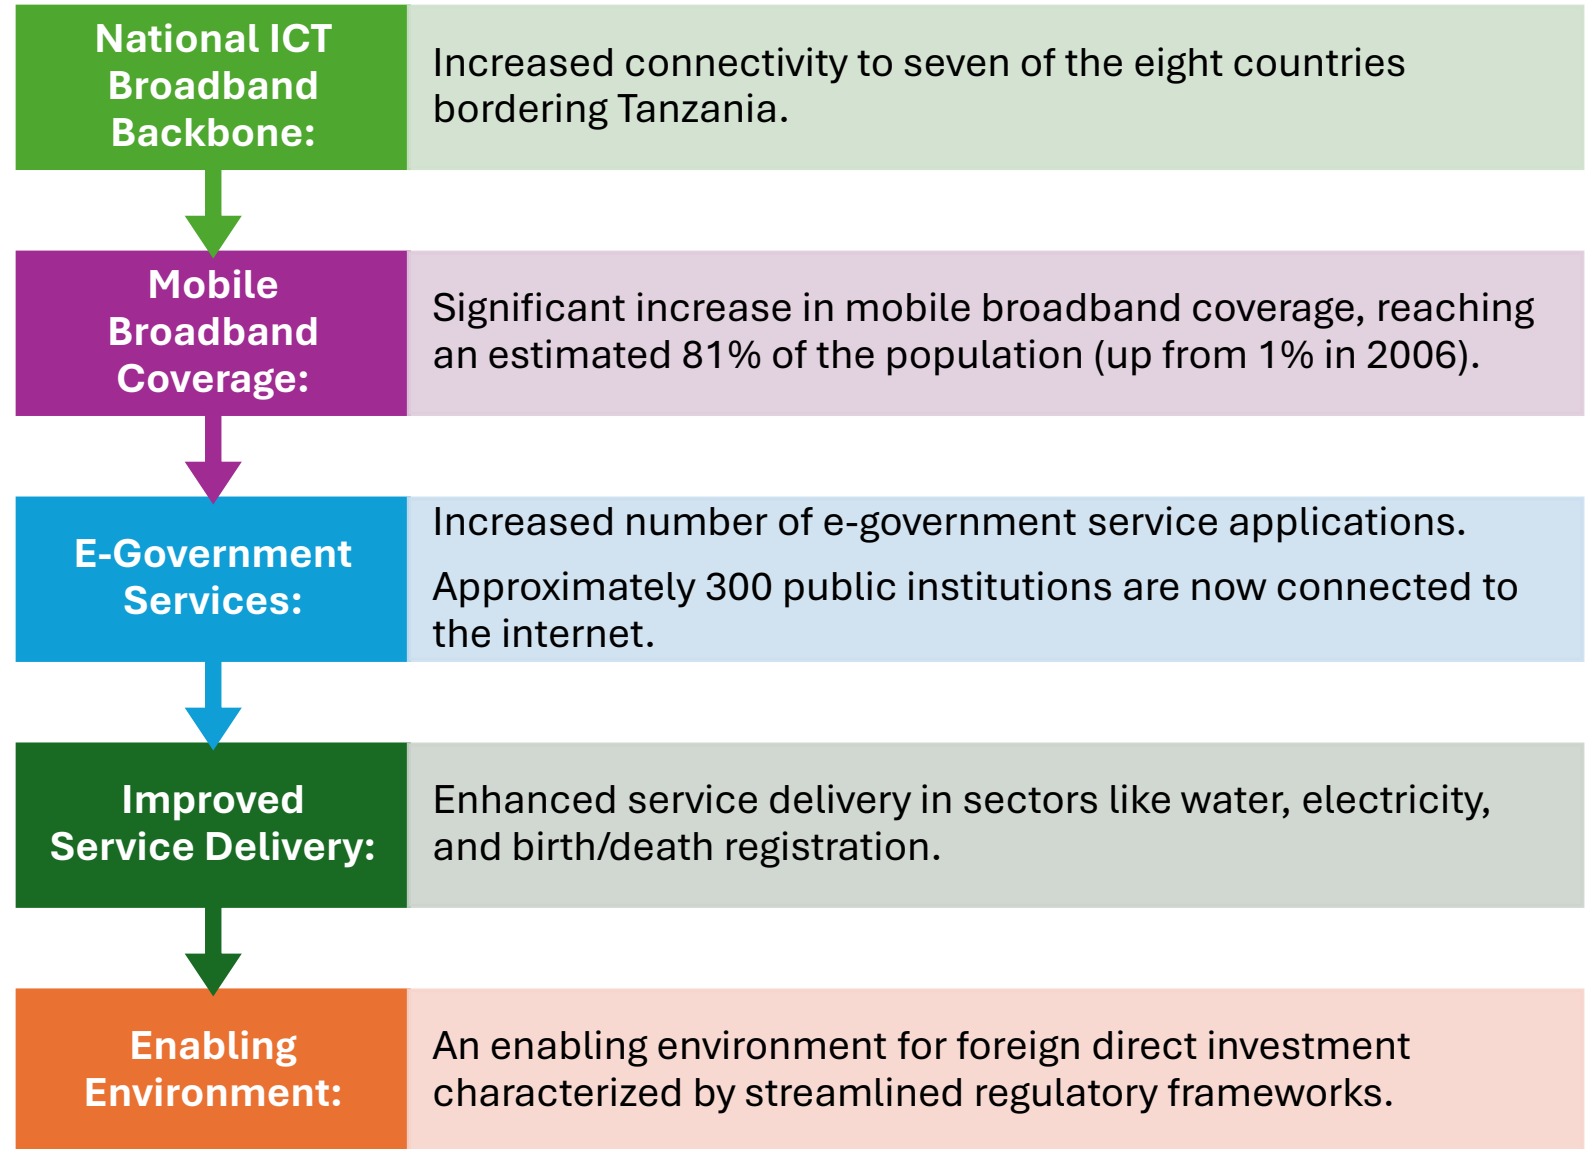 National ICT
Broadband
Backbone:
Increased connectivity to seven of the eight countries
bordering Tanzania.
Mobile
Broadband
Coverage:
Significant increase in mobile broadband coverage, reaching
an estimated 81% of the population (up from 1% in 2006).
E-Government
Services:
Increased number of e-government service applications.
Approximately 300 public institutions are now connected to
the internet.
Improved
Service Delivery:
Enhanced service delivery in sectors like water, electricity,
and birth/death registration.
Enabling
Environment:
An enabling environment for foreign direct investment
characterized by streamlined regulatory frameworks.